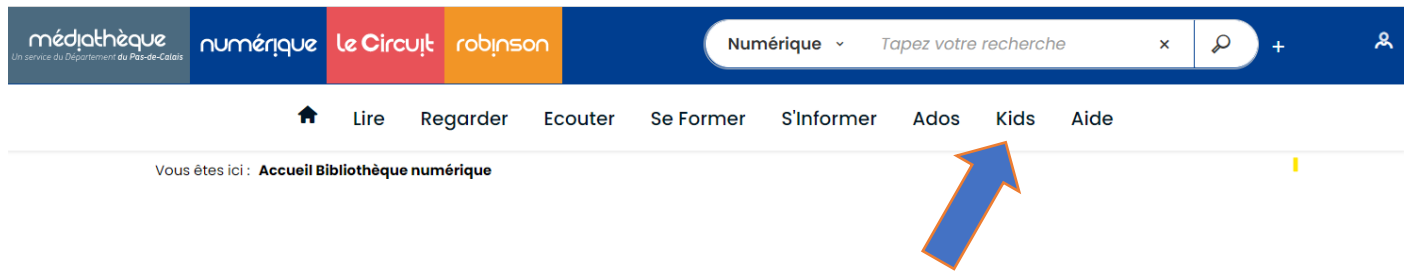 médiathèque
Un service du Département du Pas-de-Calais
numérique
le Circuit
robinson
Numérique
Tapez votre recherche
×
+
Lire Regarder Ecouter Se Former S'Informer Ados Kids Aide
Vous êtes ici : Accueil Bibliothèque numérique